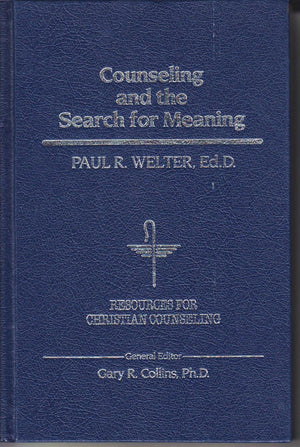 Counseling
and the
Search for Meaning
PAUL R. WELTER, Ed.D.
RESOURCES FOR
CHRISTIAN COUNSELING
General Editor
Gary R. Collins, Ph.D.